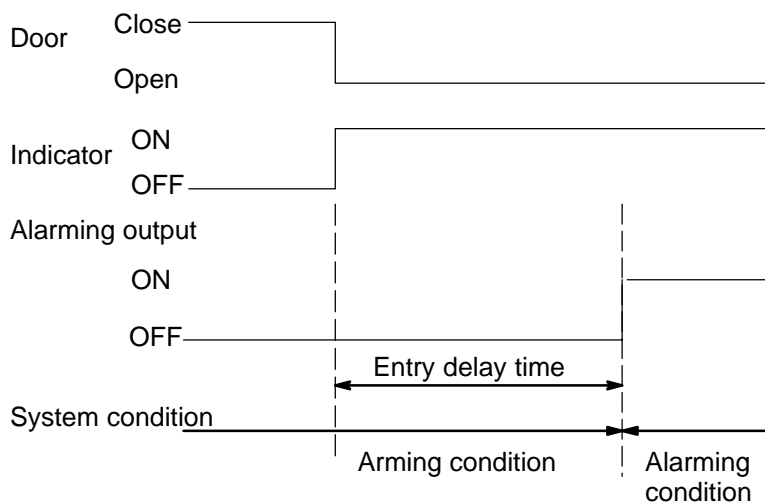 Door
Close
Open
Indicator
ON
OFF
Alarming output
ON
OFF
Entry delay time
System condition
Arming condition
Alarming
condition